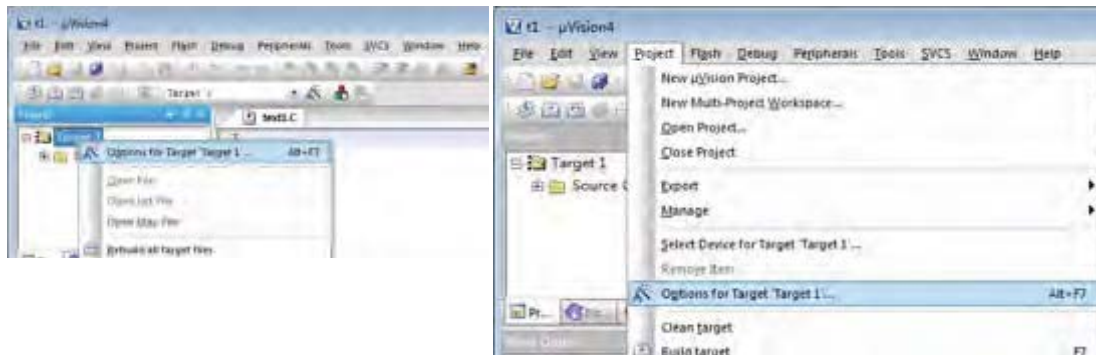 t1 - µVision4
File Edit View Project Flash Debug Peripherals Tools SVCS Window Help
Target 1
test1.C
Options for Target 'Target 1'... Alt+F7
Open File
Open List File
Open Map File
Rebuild all target files
t1 - µVision4
File Edit View Project Flash Debug Peripherals Tools SVCS Window Help
New µVision Project...
New Multi-Project Workspace...
Open Project...
Close Project
Target 1
Source
Export
Manage
Select Device for Target 'Target 1'...
Remove Item
Options for Target 'Target 1'... Alt+F7
Pr...
Clean target
Build target F7